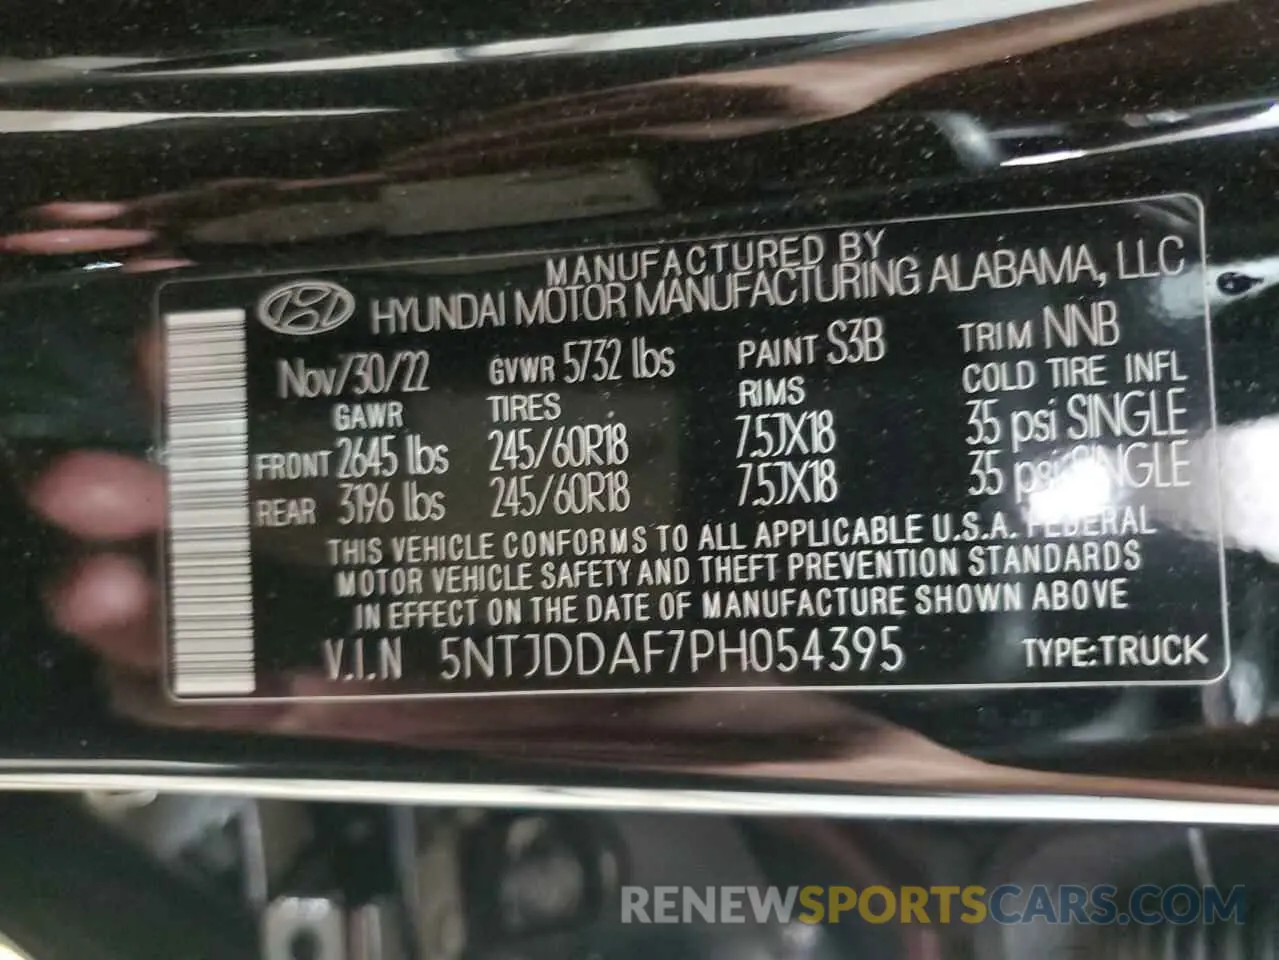 MANUFACTURED BY
HYUNDAI MOTOR MANUFACTURING ALABAMA, LLC
Nov/30/22 GVWR 5732 lbs PAINT S3B TRIM NNB
GAWR TIRES RIMS COLD TIRE INFL
FRONT 2645 lbs 245/60R18 7.5JX18 35 psi SINGLE
REAR 3196 lbs 245/60R18 7.5JX18 35 psi SINGLE
THIS VEHICLE CONFORMS TO ALL APPLICABLE U.S.A. FEDERAL
MOTOR VEHICLE SAFETY AND THEFT PREVENTION STANDARDS
IN EFFECT ON THE DATE OF MANUFACTURE SHOWN ABOVE
V.I.N 5NTJDDAF7PH054395 TYPE:TRUCK
RENEWSPORTSCARS.COM